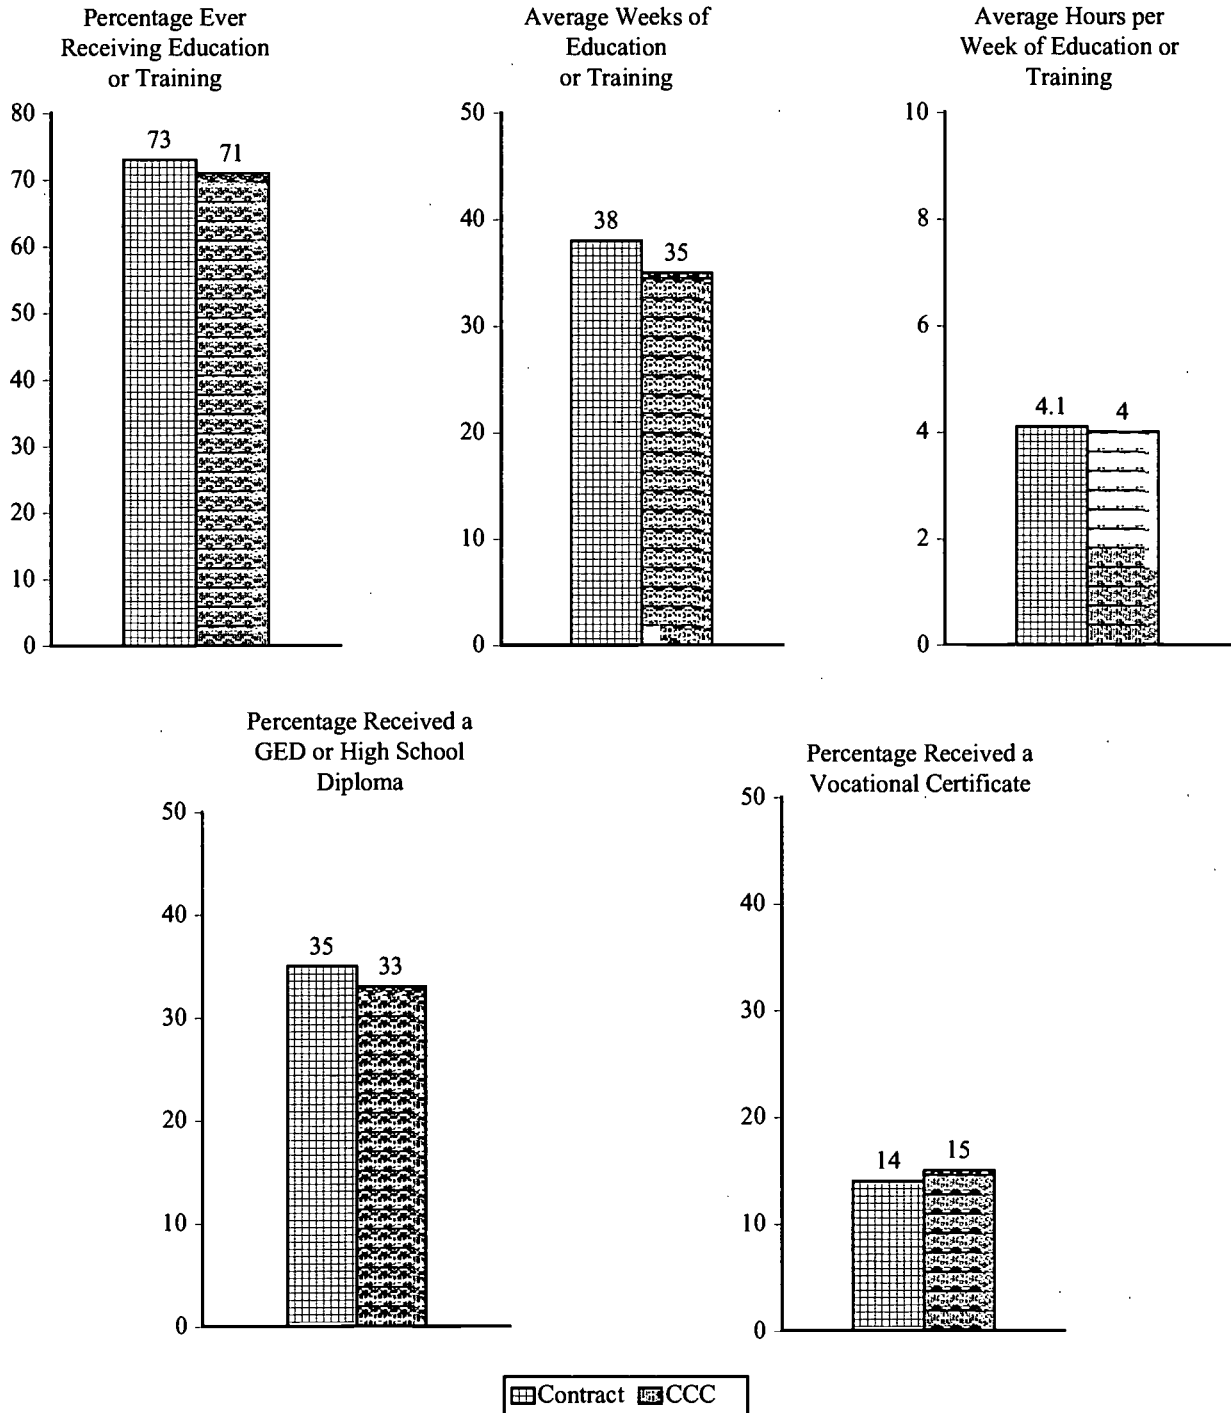 Percentage Ever
Receiving Education
or Training
80
70
60
50
40
30
20
10
0
73
71
Average Weeks of
Education
or Training
50
40
30
20
10
0
38
35
Average Hours per
Week of Education or
Training
10
8
6
4
2
0
4.1
4
Percentage Received a
GED or High School
Diploma
50
40
30
20
10
0
35
33
Percentage Received a
Vocational Certificate
50
40
30
20
10
0
14
15
Contract CCC